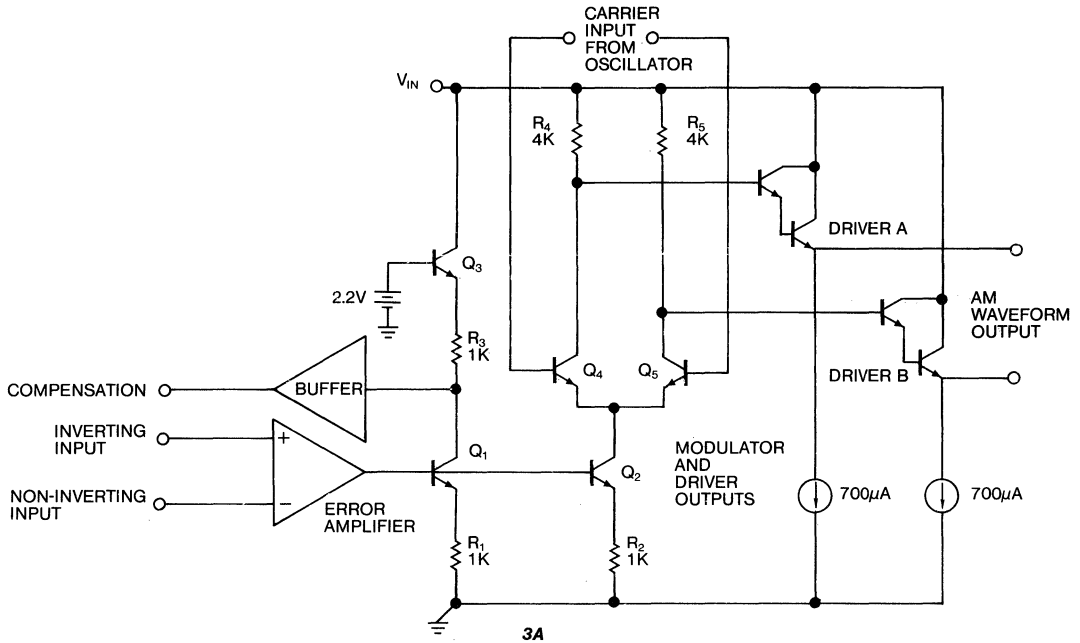 CARRIER
INPUT
FROM
OSCILLATOR
VIN
R4
4K
R5
4K
DRIVER A
Q3
2.2V
AM
WAVEFORM
OUTPUT
R3
1K
Q4
Q5
DRIVER B
COMPENSATION
BUFFER
INVERTING
INPUT
+
Q1
Q2
MODULATOR
AND
DRIVER
OUTPUTS
NON-INVERTING
INPUT
−
ERROR
AMPLIFIER
700µA
700µA
R1
1K
R2
1K
3A